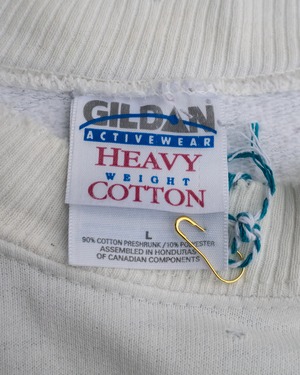 GILDAN
ACTIVEWEAR
HEAVY
WEIGHT
COTTON
L
90% COTTON PRESHRUNK / 10% POLYESTER
ASSEMBLED IN HONDURAS
OF CANADIAN COMPONENTS